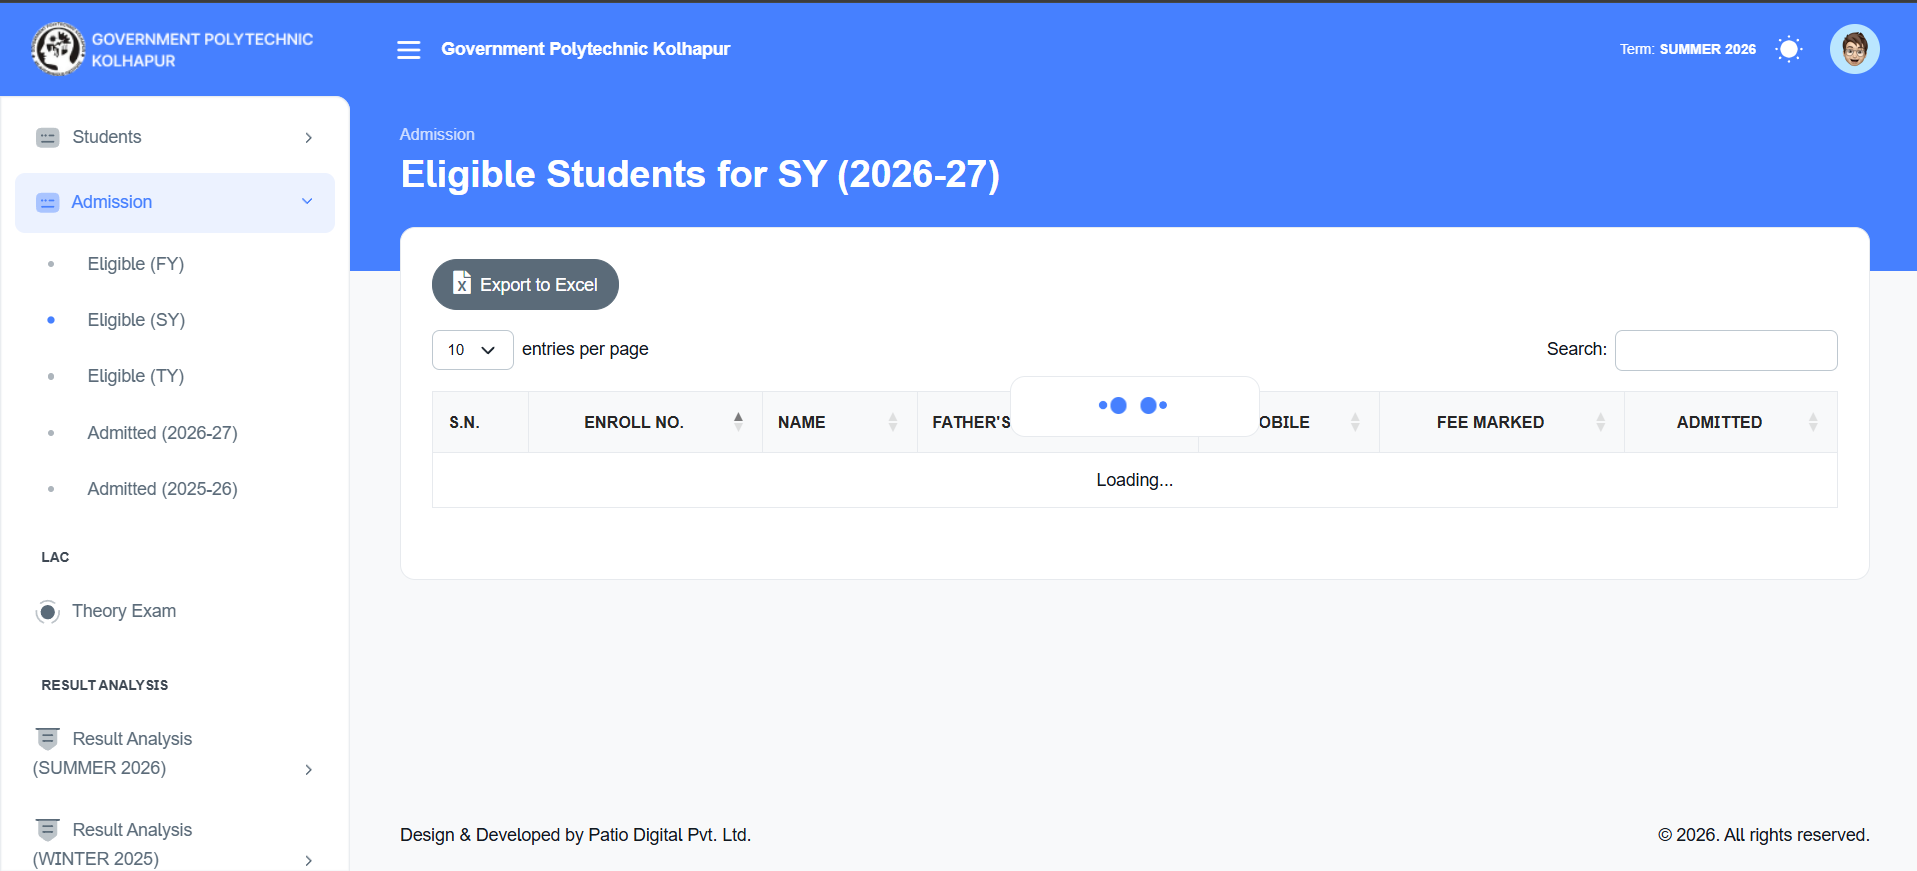 GOVERNMENT POLYTECHNIC
KOLHAPUR
Government Polytechnic Kolhapur
Term: SUMMER 2026
Students
Admission
Eligible (FY)
Eligible (SY)
Eligible (TY)
Admitted (2026-27)
Admitted (2025-26)
LAC
Theory Exam
RESULT ANALYSIS
Result Analysis
(SUMMER 2026)
Result Analysis
(WINTER 2025)
Admission
Eligible Students for SY (2026-27)
Export to Excel
10 entries per page
Search:
S.N. ENROLL NO. NAME FATHER'S OBILE FEE MARKED ADMITTED
Loading...
Design & Developed by Patio Digital Pvt. Ltd.
© 2026. All rights reserved.